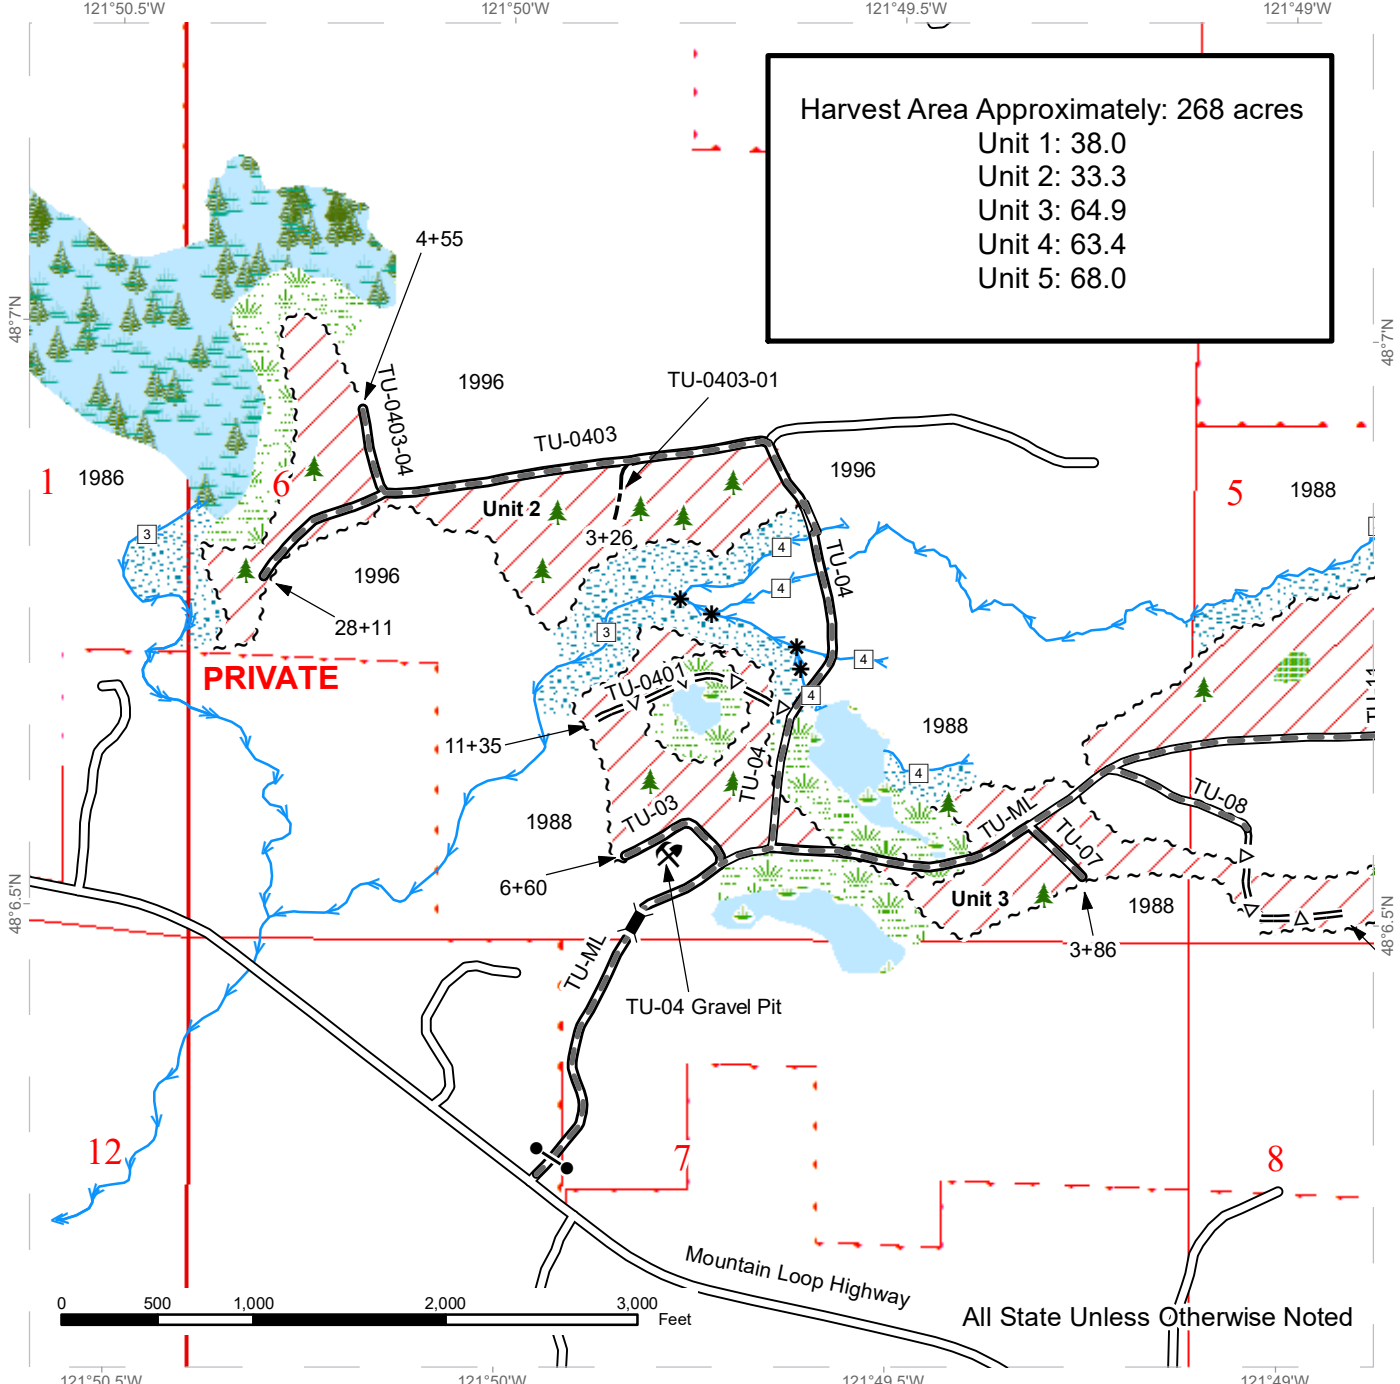 121°50.5'W
121°50'W
121°49.5'W
121°49'W
Harvest Area Approximately: 268 acres
Unit 1: 38.0
Unit 2: 33.3
Unit 3: 64.9
Unit 4: 63.4
Unit 5: 68.0
4+55
48°7'N
48°7'N
TU-0403-04
1996
TU-0403-01
TU-0403
1
1986
6
1996
5
1988
Unit 2
3
3+26
4
TU-04
1996
4
28+11
3
4
PRIVATE
TU-0401
4
11+35
1988
4
TU-04
TU-08
1988
TU-03
TU-ML
TU-07
6+60
Unit 3
1988
48°6.5'N
48°6.5'N
3+86
TU-ML
TU-04 Gravel Pit
12
7
8
Mountain Loop Highway
0
500
1,000
2,000
3,000
Feet
All State Unless Otherwise Noted
121°50.5'W
121°50'W
121°49.5'W
121°49'W